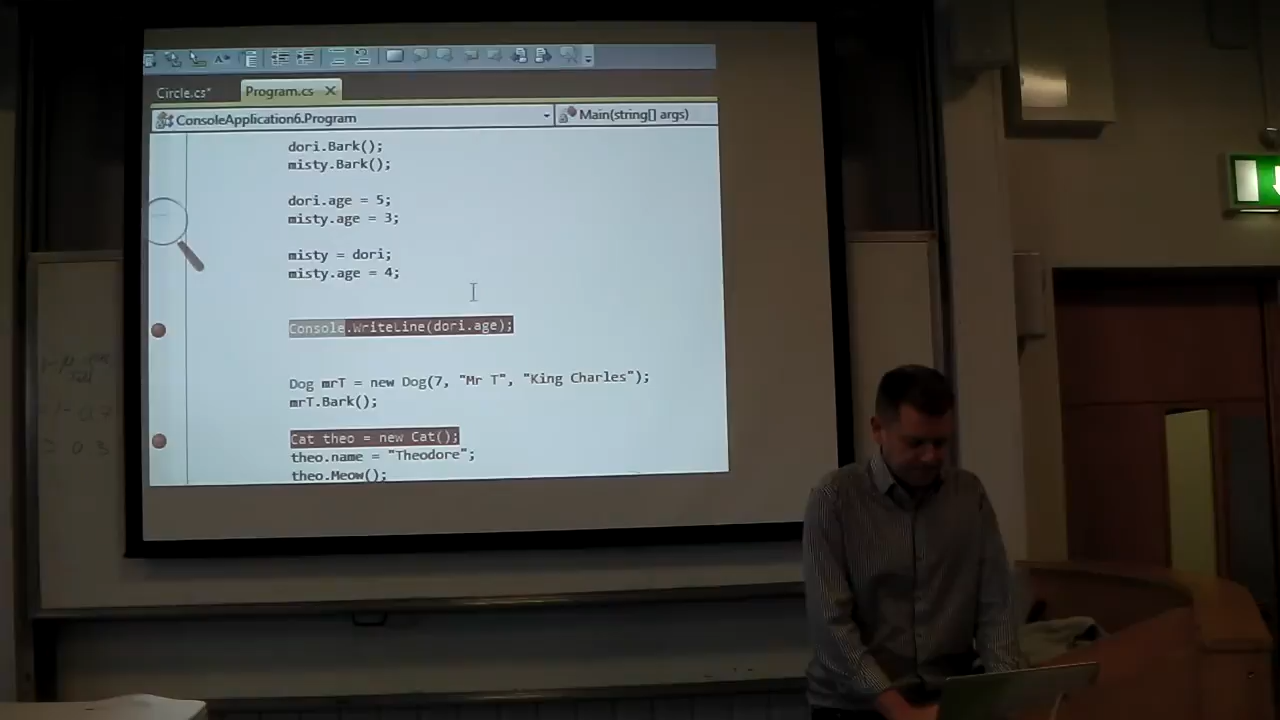 Circle.cs*
Program.cs X
ConsoleApplication6.Program
Main(string[] args)
dori.Bark();
misty.Bark();
dori.age = 5;
misty.age = 3;
misty = dori;
misty.age = 4;
Console.WriteLine(dori.age);
Dog mrT = new Dog(7, "Mr T", "King Charles");
mrT.Bark();
Cat theo = new Cat();
theo.name = "Theodore";
theo.Meow();